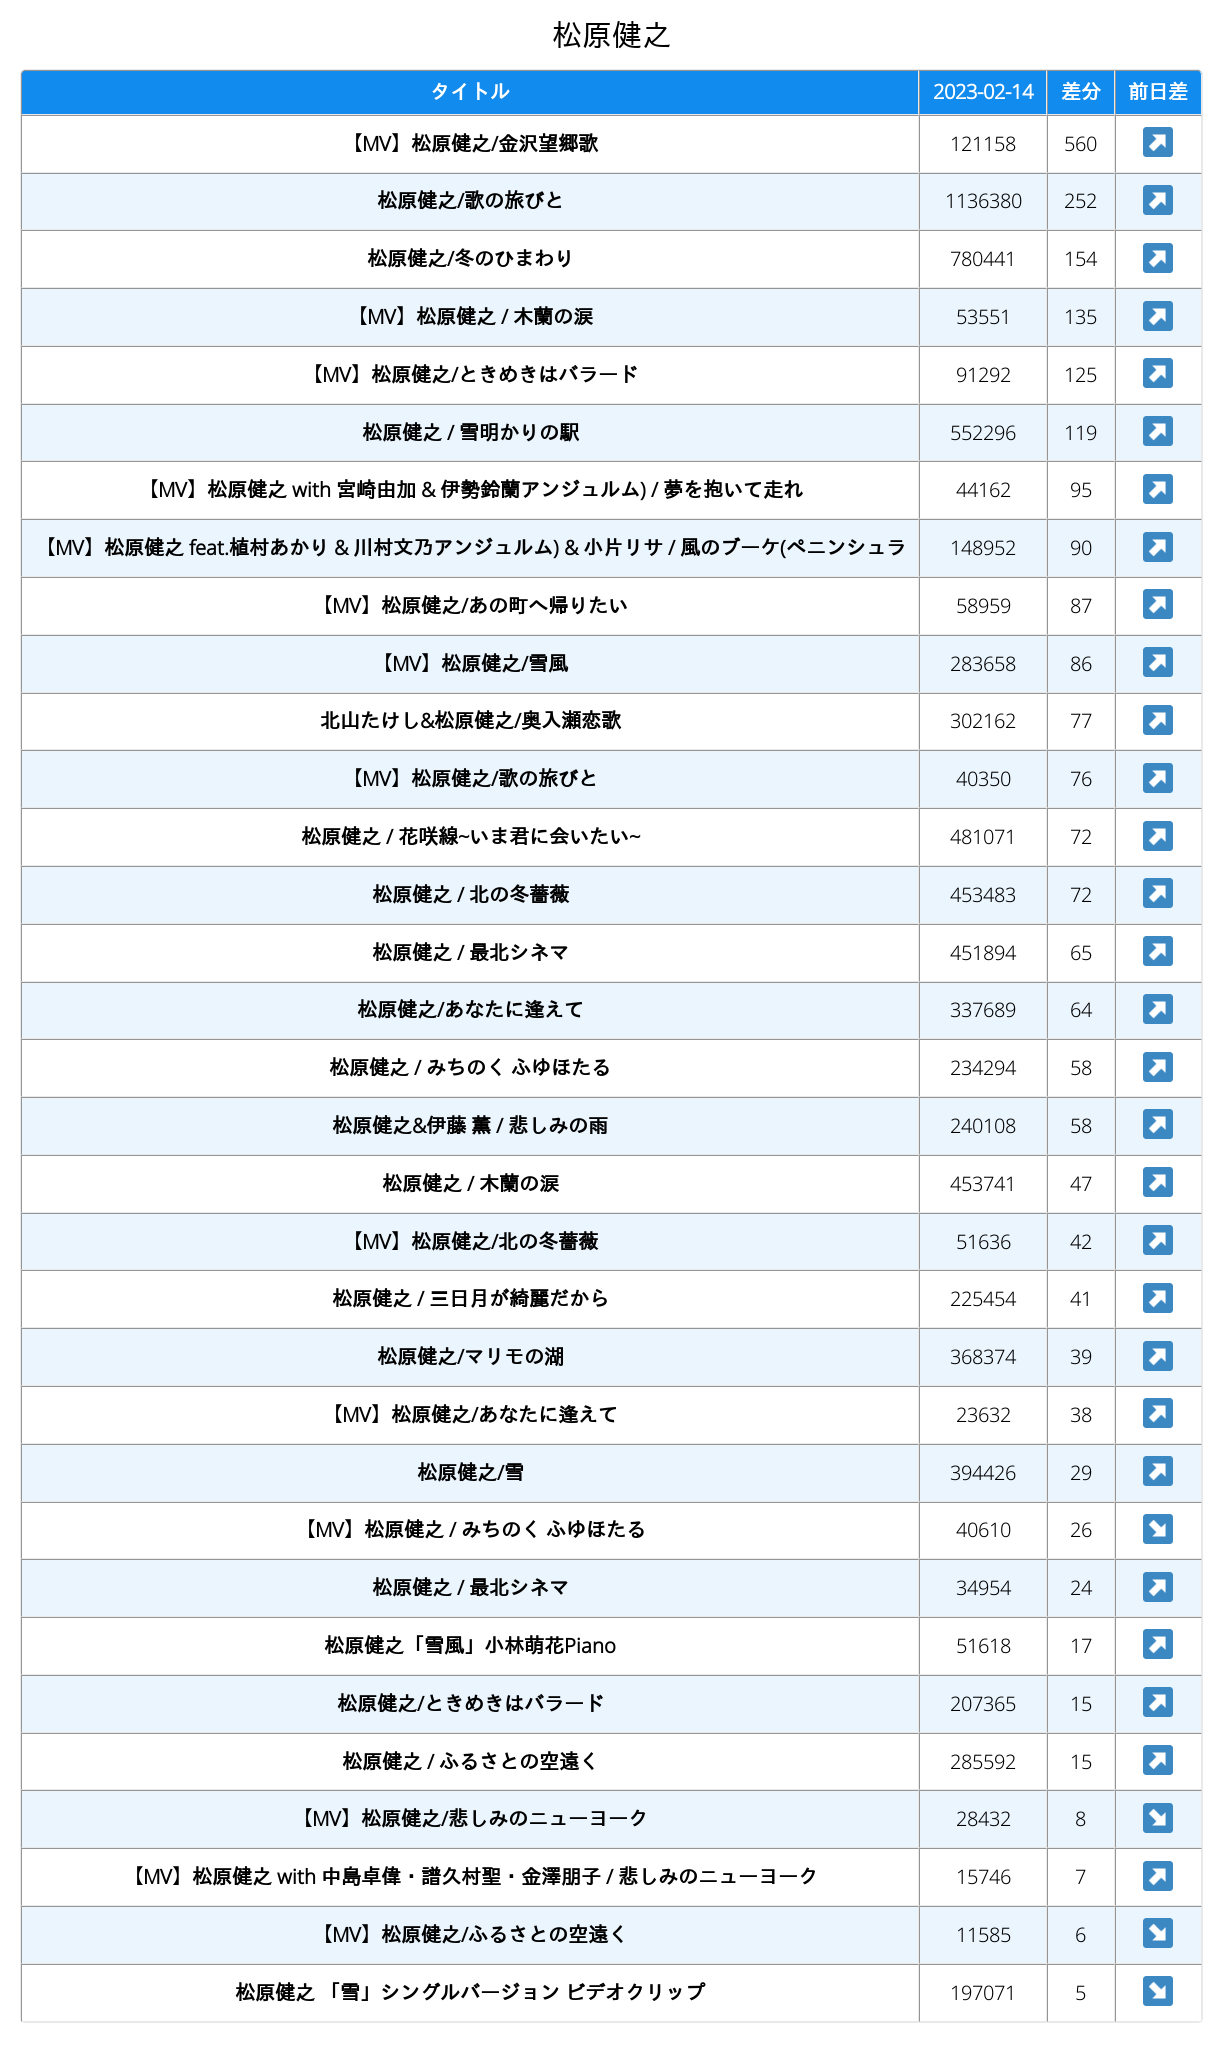 松原健之
タイトル 2023-02-14 差分 前日差
【MV】松原健之/金沢望郷歌 121158 560
松原健之/歌の旅びと 1136380 252
松原健之/冬のひまわり 780441 154
【MV】松原健之 / 木蘭の涙 53551 135
【MV】松原健之/ときめきはバラード 91292 125
松原健之 / 雪明かりの駅 552296 119
【MV】松原健之 with 宮崎由加 & 伊勢鈴蘭アンジュルム) / 夢を抱いて走れ 44162 95
【MV】松原健之 feat.植村あかり & 川村文乃アンジュルム) & 小片リサ / 風のブーケ(ペニンシュラ 148952 90
【MV】松原健之/あの町へ帰りたい 58959 87
【MV】松原健之/雪風 283658 86
北山たけし&松原健之/奥入瀬恋歌 302162 77
【MV】松原健之/歌の旅びと 40350 76
松原健之 / 花咲線~いま君に会いたい~ 481071 72
松原健之 / 北の冬薔薇 453483 72
松原健之 / 最北シネマ 451894 65
松原健之/あなたに逢えて 337689 64
松原健之 / みちのく ふゆほたる 234294 58
松原健之&伊藤 薫 / 悲しみの雨 240108 58
松原健之 / 木蘭の涙 453741 47
【MV】松原健之/北の冬薔薇 51636 42
松原健之 / 三日月が綺麗だから 225454 41
松原健之/マリモの湖 368374 39
【MV】松原健之/あなたに逢えて 23632 38
松原健之/雪 394426 29
【MV】松原健之 / みちのく ふゆほたる 40610 26
松原健之 / 最北シネマ 34954 24
松原健之「雪風」小林萌花Piano 51618 17
松原健之/ときめきはバラード 207365 15
松原健之 / ふるさとの空遠く 285592 15
【MV】松原健之/悲しみのニューヨーク 28432 8
【MV】松原健之 with 中島卓偉・譜久村聖・金澤朋子 / 悲しみのニューヨーク 15746 7
【MV】松原健之/ふるさとの空遠く 11585 6
松原健之 「雪」シングルバージョン ビデオクリップ 197071 5